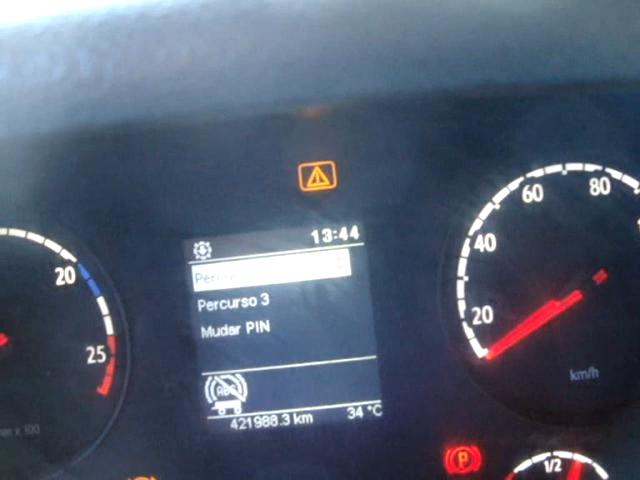 13:44
Percurso 3
Mudar PIN
ABS
421988.3 km
34 °C
20
25
20
40
60
80
km/h
P
1/2